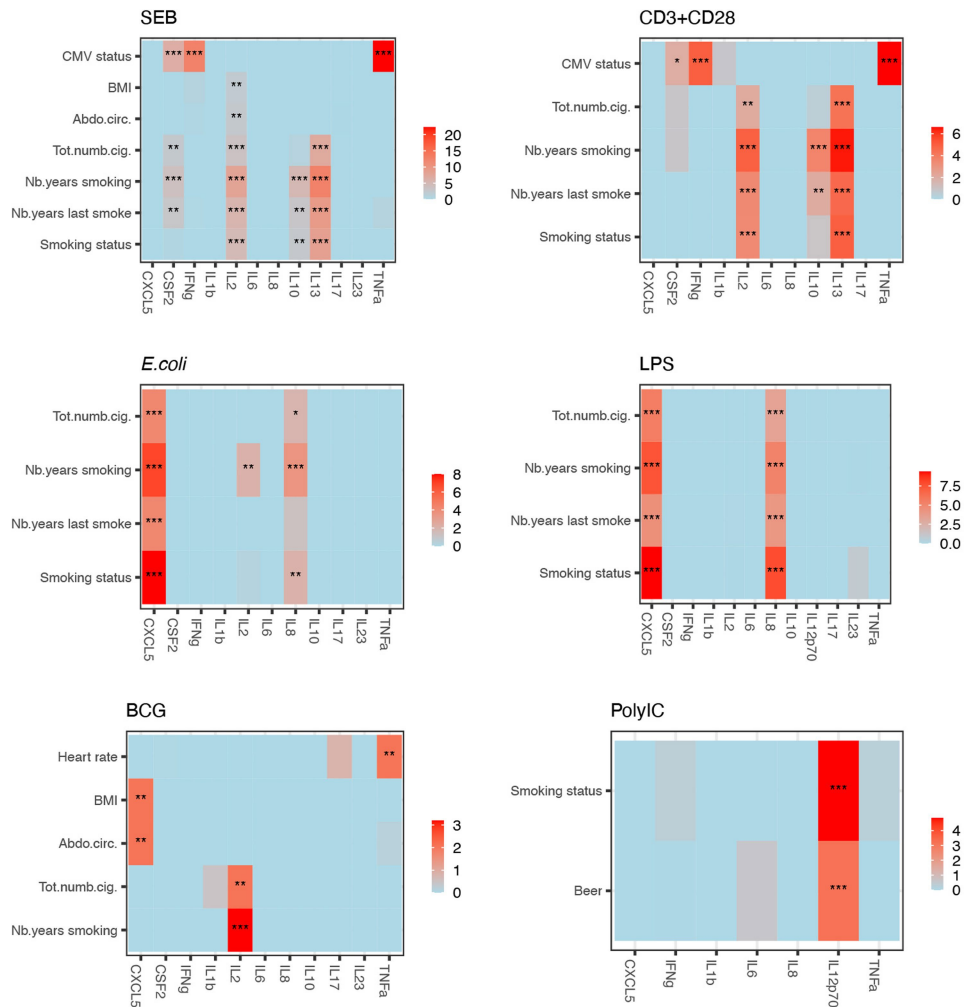 SEB
CMV status *** *** ***
BMI **
Abdo.circ. **
Tot.numb.cig. ** *** ***
Nb.years smoking *** *** *** ***
Nb.years last smoke ** *** ** ***
Smoking status *** ** ***
CXCL5 CSF2 IFNg IL1b IL2 IL6 IL8 IL10 IL13 IL17 IL23 TNFa
20
15
10
5
0
CD3+CD28
CMV status * *** ***
Tot.numb.cig. ** ***
Nb.years smoking *** *** ***
Nb.years last smoke *** ** ***
Smoking status *** ***
CXCL5 CSF2 IFNg IL1b IL2 IL6 IL8 IL10 IL13 IL17 TNFa
6
4
2
0
E.coli
Tot.numb.cig. *** *
Nb.years smoking *** ** ***
Nb.years last smoke ***
Smoking status *** **
CXCL5 CSF2 IFNg IL1b IL2 IL6 IL8 IL10 IL17 IL23 TNFa
8
6
4
2
0
LPS
Tot.numb.cig. *** ***
Nb.years smoking *** ***
Nb.years last smoke *** ***
Smoking status *** ***
CXCL5 CSF2 IFNg IL1b IL2 IL6 IL8 IL10 IL12p70 IL17 IL23 TNFa
7.5
5.0
2.5
0.0
BCG
Heart rate **
BMI **
Abdo.circ. **
Tot.numb.cig. **
Nb.years smoking ***
CXCL5 CSF2 IFNg IL1b IL2 IL6 IL8 IL10 IL17 IL23 TNFa
3
2
1
0
PolyIC
Smoking status ***
Beer ***
CXCL5 IFNg IL1b IL6 IL8 IL12p70 TNFa
4
3
2
1
0